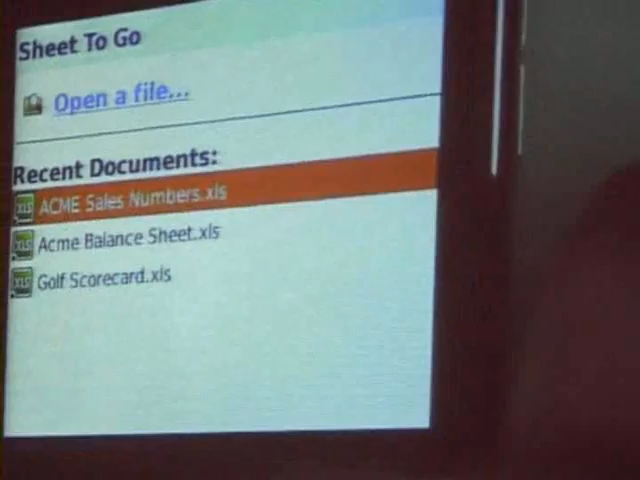 Sheet To Go
Open a file...
Recent Documents:
ACME Sales Numbers.xls
Acme Balance Sheet.xls
Golf Scorecard.xls